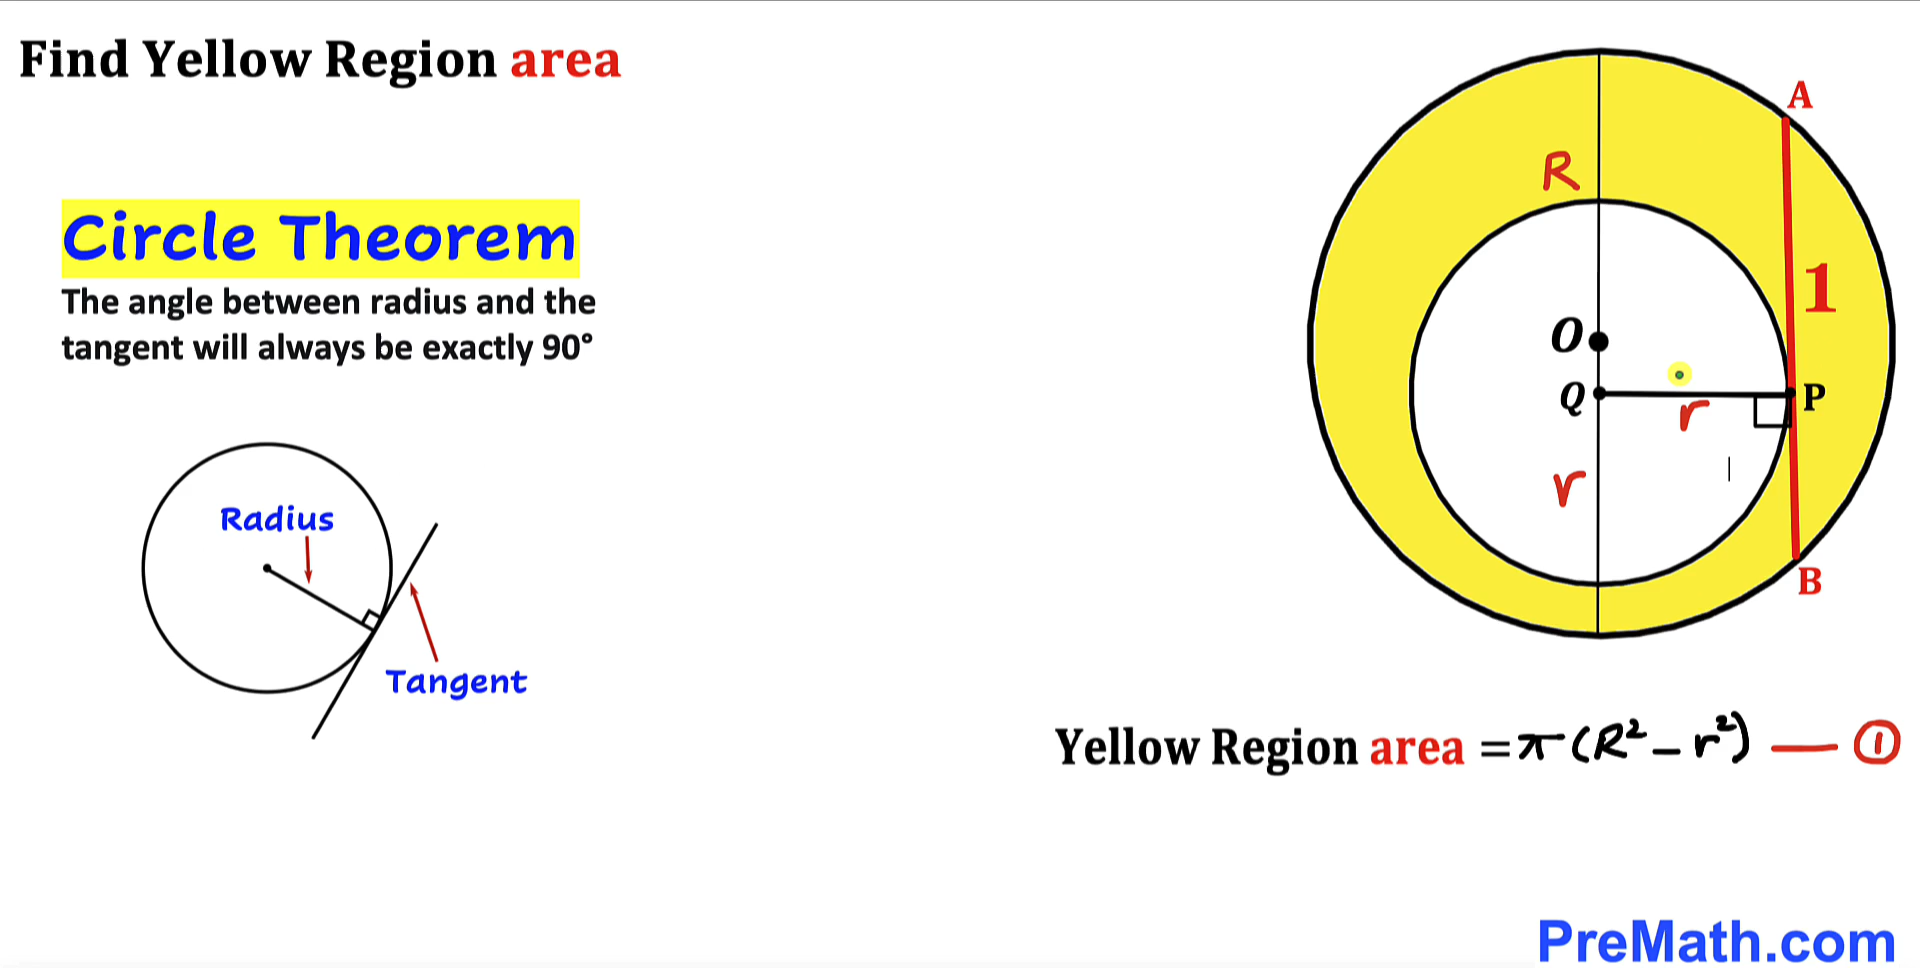 Find Yellow Region area
Circle Theorem
The angle between radius and the
tangent will always be exactly 90°
Radius
Tangent
A
R
1
O
Q
P
r
r
B
Yellow Region area = π (R² – r²) — ①
PreMath.com